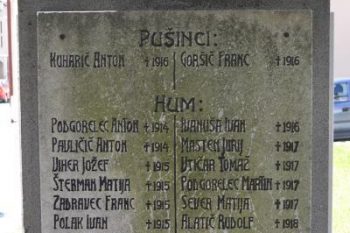 PUŠINCI:
KUHARIČ ANTON †1916 GORŠIČ FRANC †1916
HUM:
PODGORELEC ANTON †1914 IVANUŠA IVAN †1916
PAVLIČIČ ANTON †1914 MASTEN JURIJ †1917
VIHER JOŽEF †1915 UTIČAR TOMAŽ †1917
ŠTERMAN MATIJA †1915 PODGORELEC MARTIN †1917
ZADRAVEC FRANC †1915 SEVER MATIJA †1917
POLAK IVAN †1915 ALATIČ RUDOLF †1918